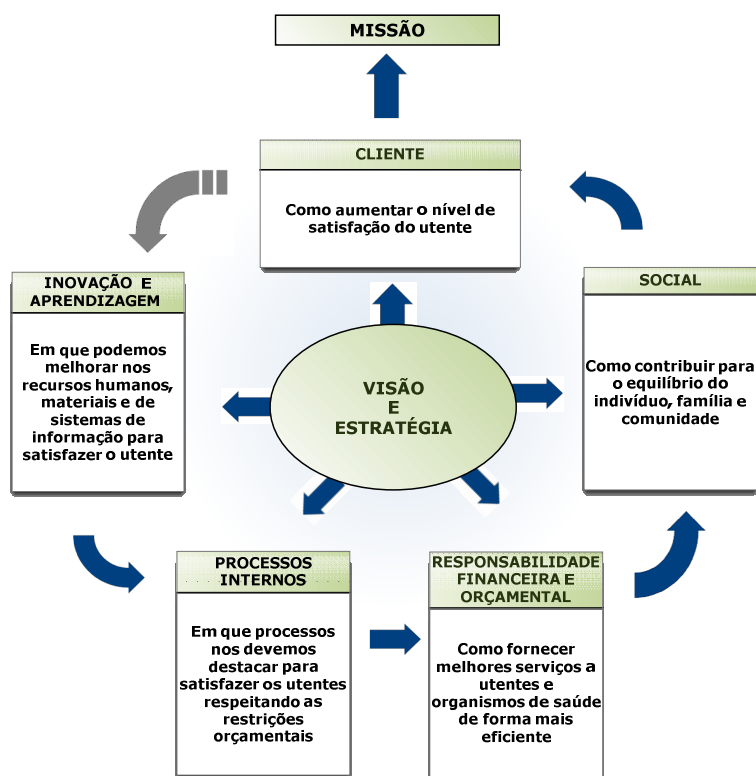 MISSÃO
CLIENTE
Como aumentar o nível de
satisfação do utente
INOVAÇÃO E
APRENDIZAGEM
Em que podemos
melhorar nos
recursos humanos,
materiais e de
sistemas de
informação para
satisfazer o utente
SOCIAL
Como contribuir para
o equilíbrio do
indivíduo, família e
comunidade
VISÃO
E
ESTRATÉGIA
PROCESSOS
INTERNOS
Em que processos
nos devemos
destacar para
satisfazer os utentes
respeitando as
restrições
orçamentais
RESPONSABILIDADE
FINANCEIRA E
ORÇAMENTAL
Como fornecer
melhores serviços a
utentes e
organismos de saúde
de forma mais
eficiente